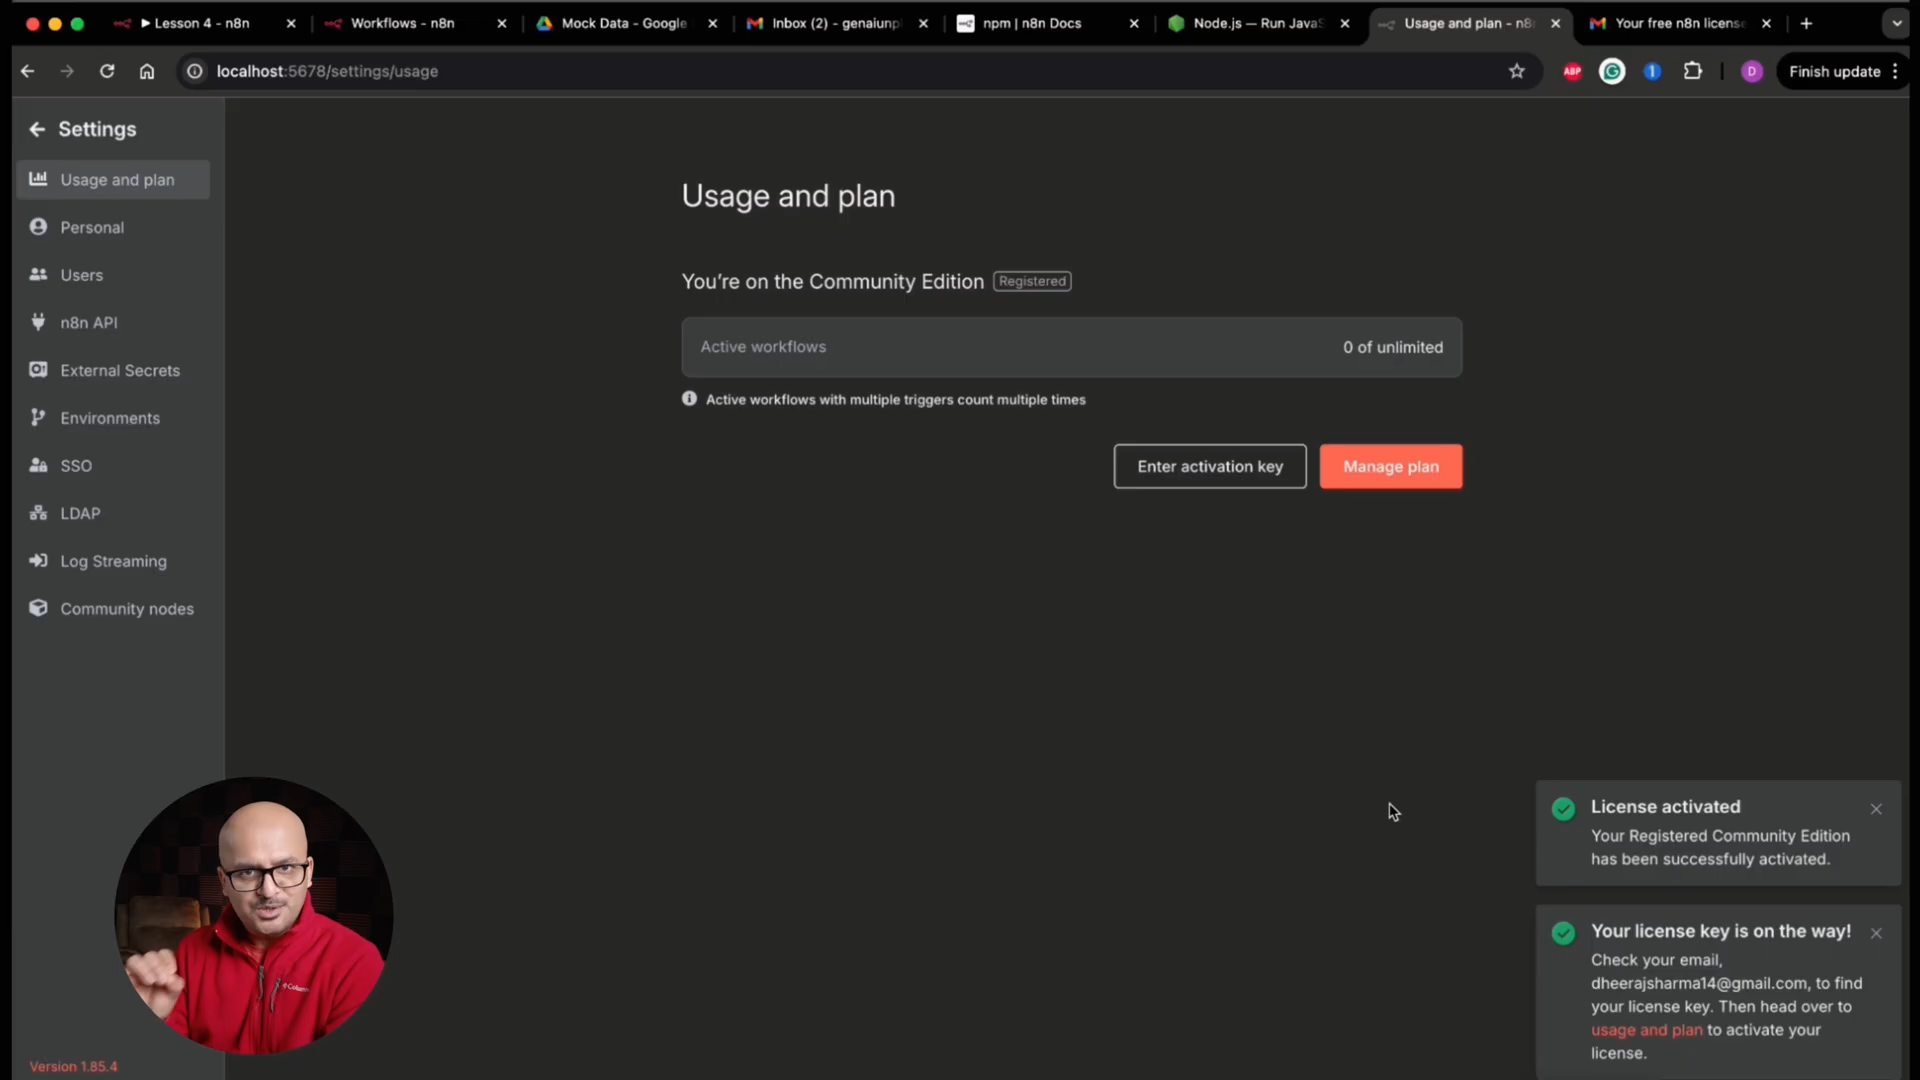 Lesson 4 - n8n
Workflows - n8n
Mock Data - Google
Inbox (2) - genaiunp
npm | n8n Docs
Node.js — Run JavaS
Usage and plan - n8
Your free n8n license
localhost:5678/settings/usage
ABP
1
D
Finish update
Settings
Usage and plan
Personal
Users
n8n API
External Secrets
Environments
SSO
LDAP
Log Streaming
Community nodes
Version 1.85.4
Usage and plan
You're on the Community Edition Registered
Active workflows 0 of unlimited
Active workflows with multiple triggers count multiple times
Enter activation key
Manage plan
Columbia
License activated
Your Registered Community Edition
has been successfully activated.
Your license key is on the way!
Check your email,
dheerajsharma14@gmail.com, to find
your license key. Then head over to
usage and plan to activate your
license.